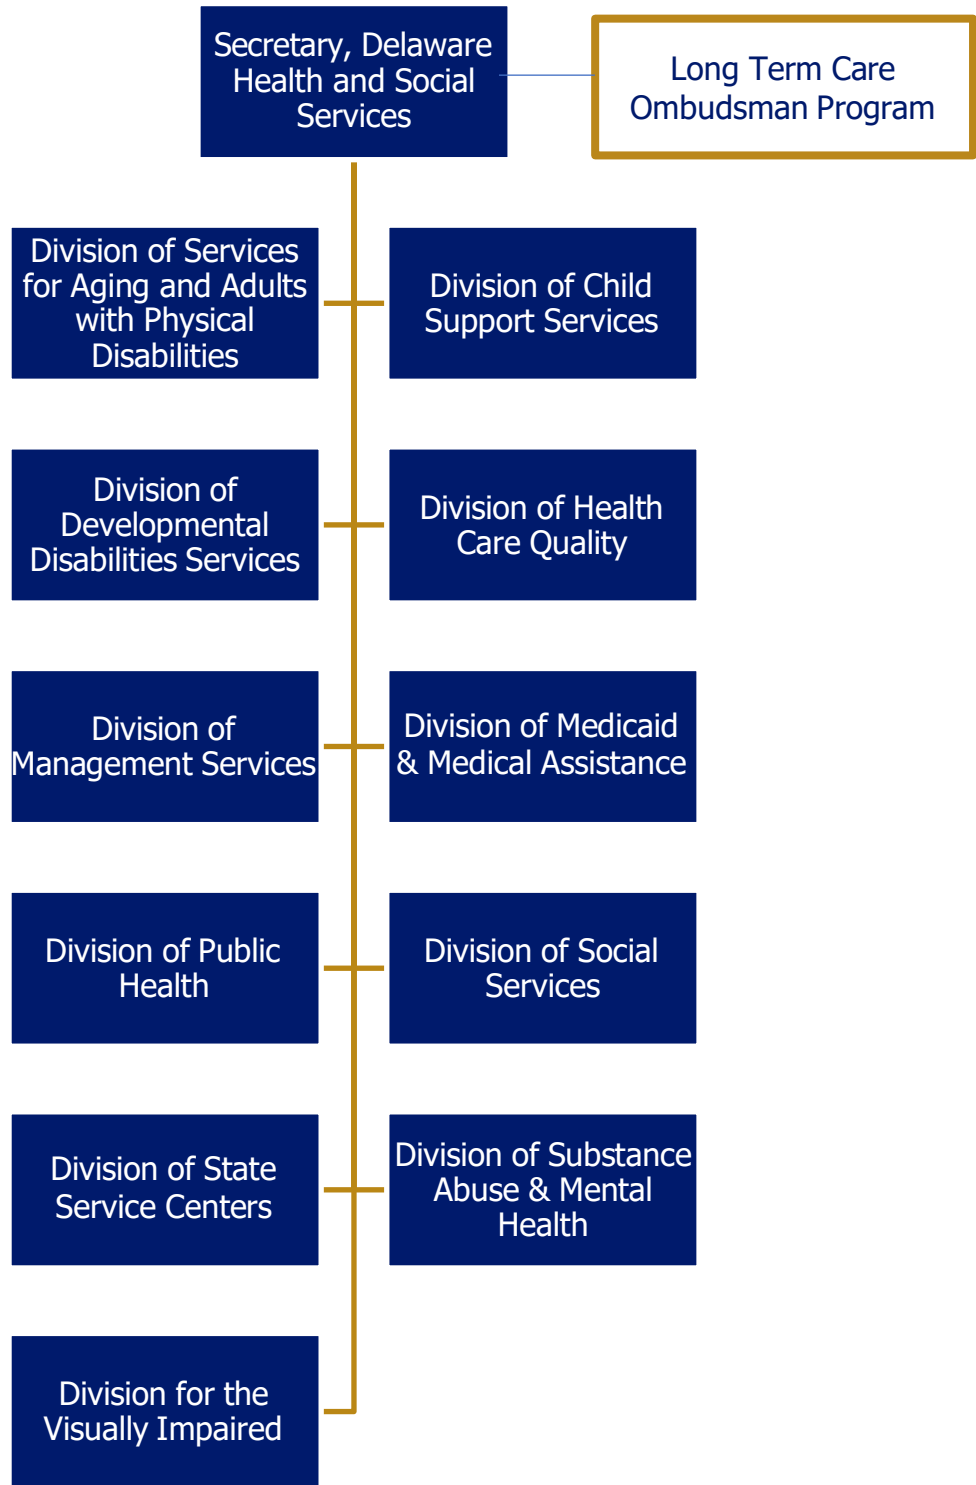 Secretary, Delaware
Health and Social
Services
Long Term Care
Ombudsman Program
Division of Services
for Aging and Adults
with Physical
Disabilities
Division of Child
Support Services
Division of
Developmental
Disabilities Services
Division of Health
Care Quality
Division of
Management Services
Division of Medicaid
& Medical Assistance
Division of Public
Health
Division of Social
Services
Division of State
Service Centers
Division of Substance
Abuse & Mental
Health
Division for the
Visually Impaired